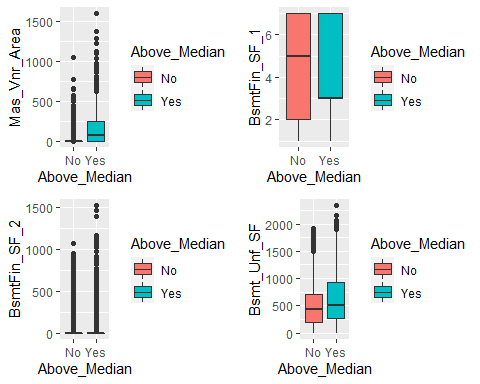 Mas_Vnr_Area
1500
1000
500
0
No Yes
Above_Median
Above_Median
No
Yes
BsmtFin_SF_1
6
4
2
No Yes
Above_Median
Above_Median
No
Yes
BsmtFin_SF_2
1500
1000
500
0
No Yes
Above_Median
Above_Median
No
Yes
Bsmt_Unf_SF
2000
1500
1000
500
0
No Yes
Above_Median
Above_Median
No
Yes